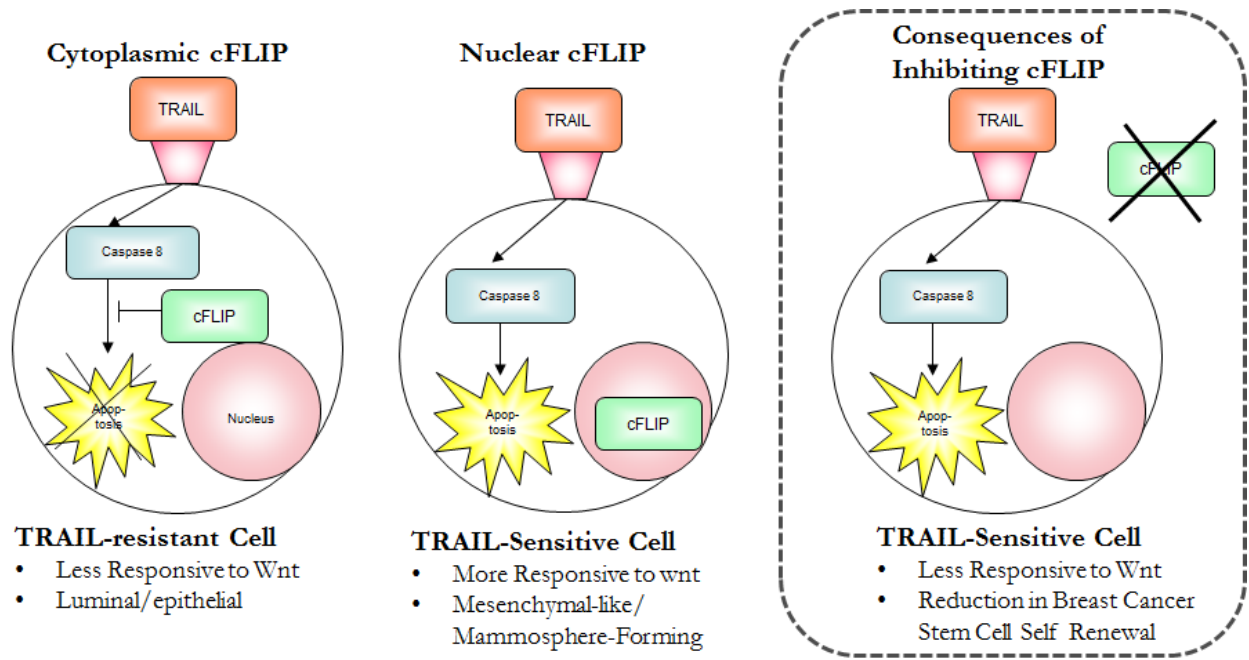 Cytoplasmic cFLIP
TRAIL
Caspase 8
cFLIP
Apop-
tosis
Nucleus
TRAIL-resistant Cell
• Less Responsive to Wnt
• Luminal/epithelial
Nuclear cFLIP
TRAIL
Caspase 8
Apop-
tosis
cFLIP
TRAIL-Sensitive Cell
• More Responsive to wnt
• Mesenchymal-like/
Mammosphere-Forming
Consequences of
Inhibiting cFLIP
TRAIL
cFLIP
Caspase 8
Apop-
tosis
TRAIL-Sensitive Cell
• Less Responsive to Wnt
• Reduction in Breast Cancer
Stem Cell Self Renewal